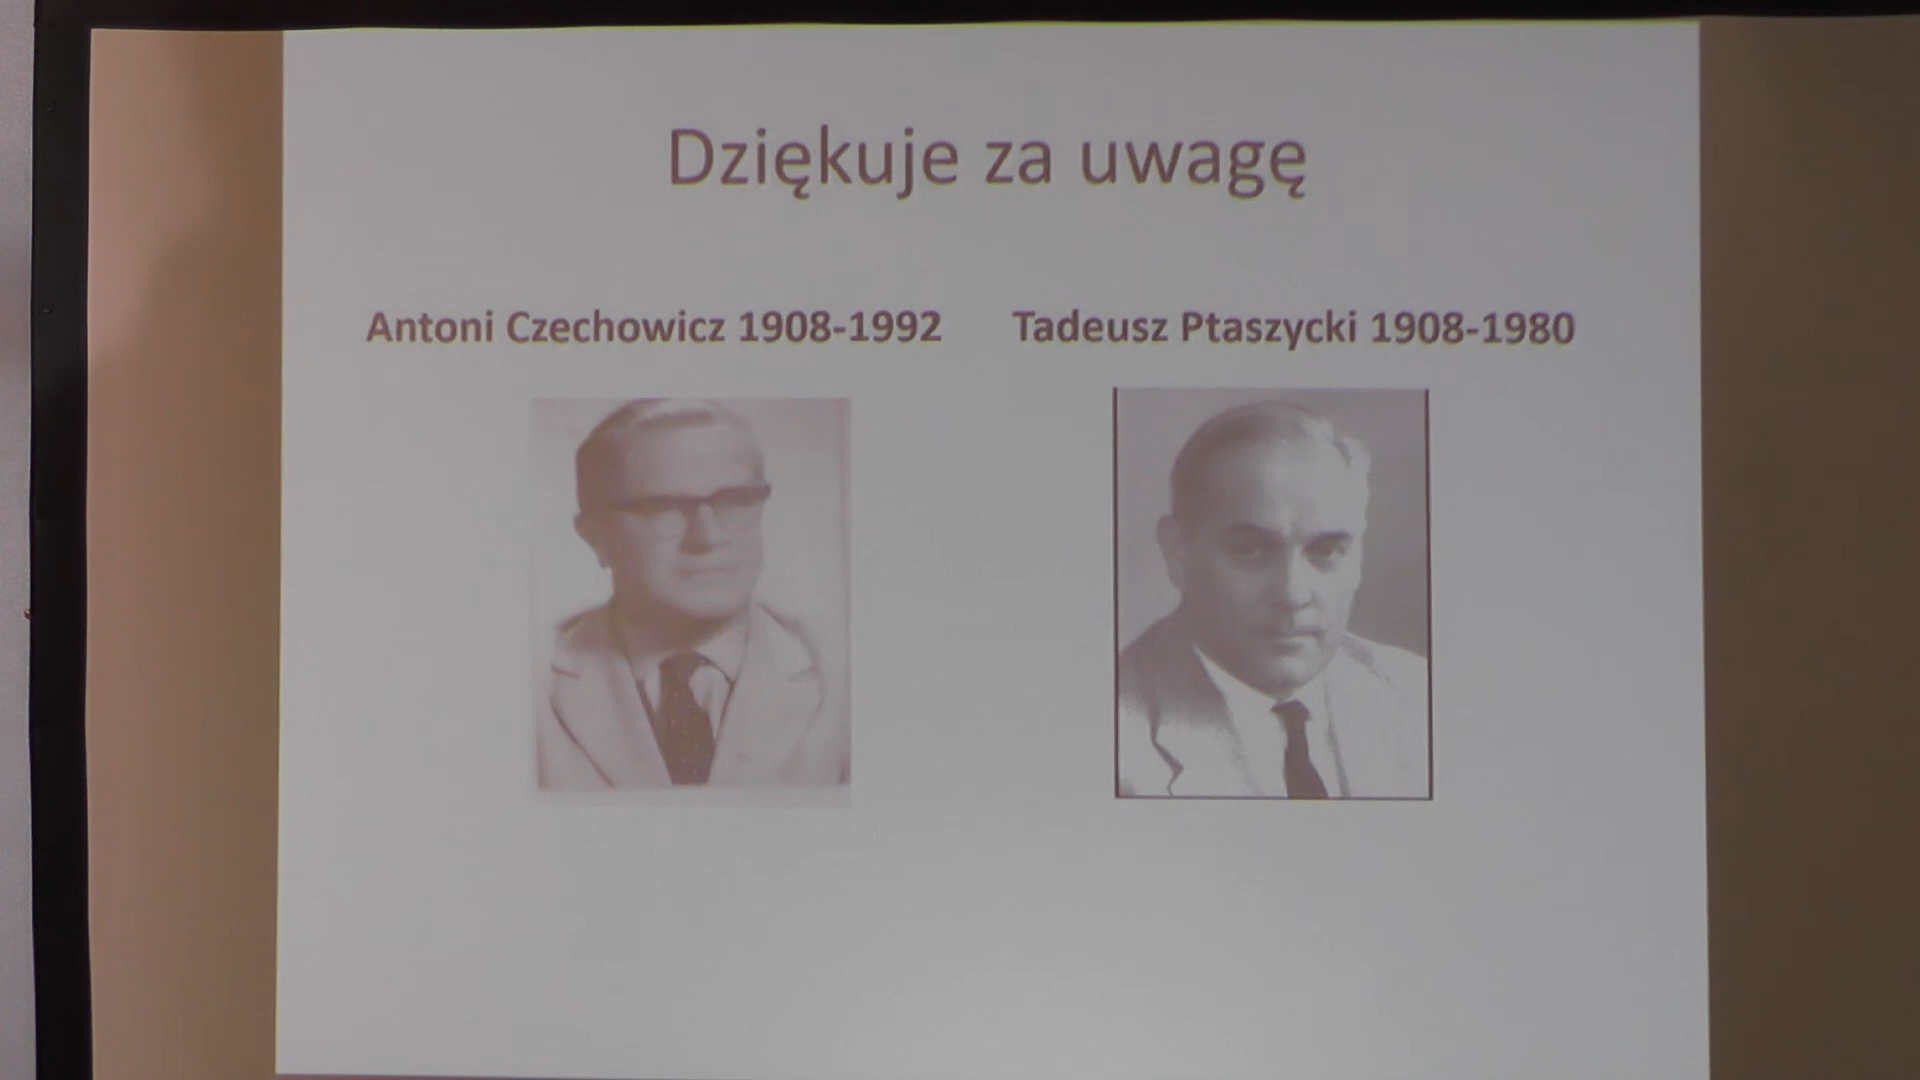 Dziękuje za uwagę
Antoni Czechowicz 1908-1992
Tadeusz Ptaszycki 1908-1980